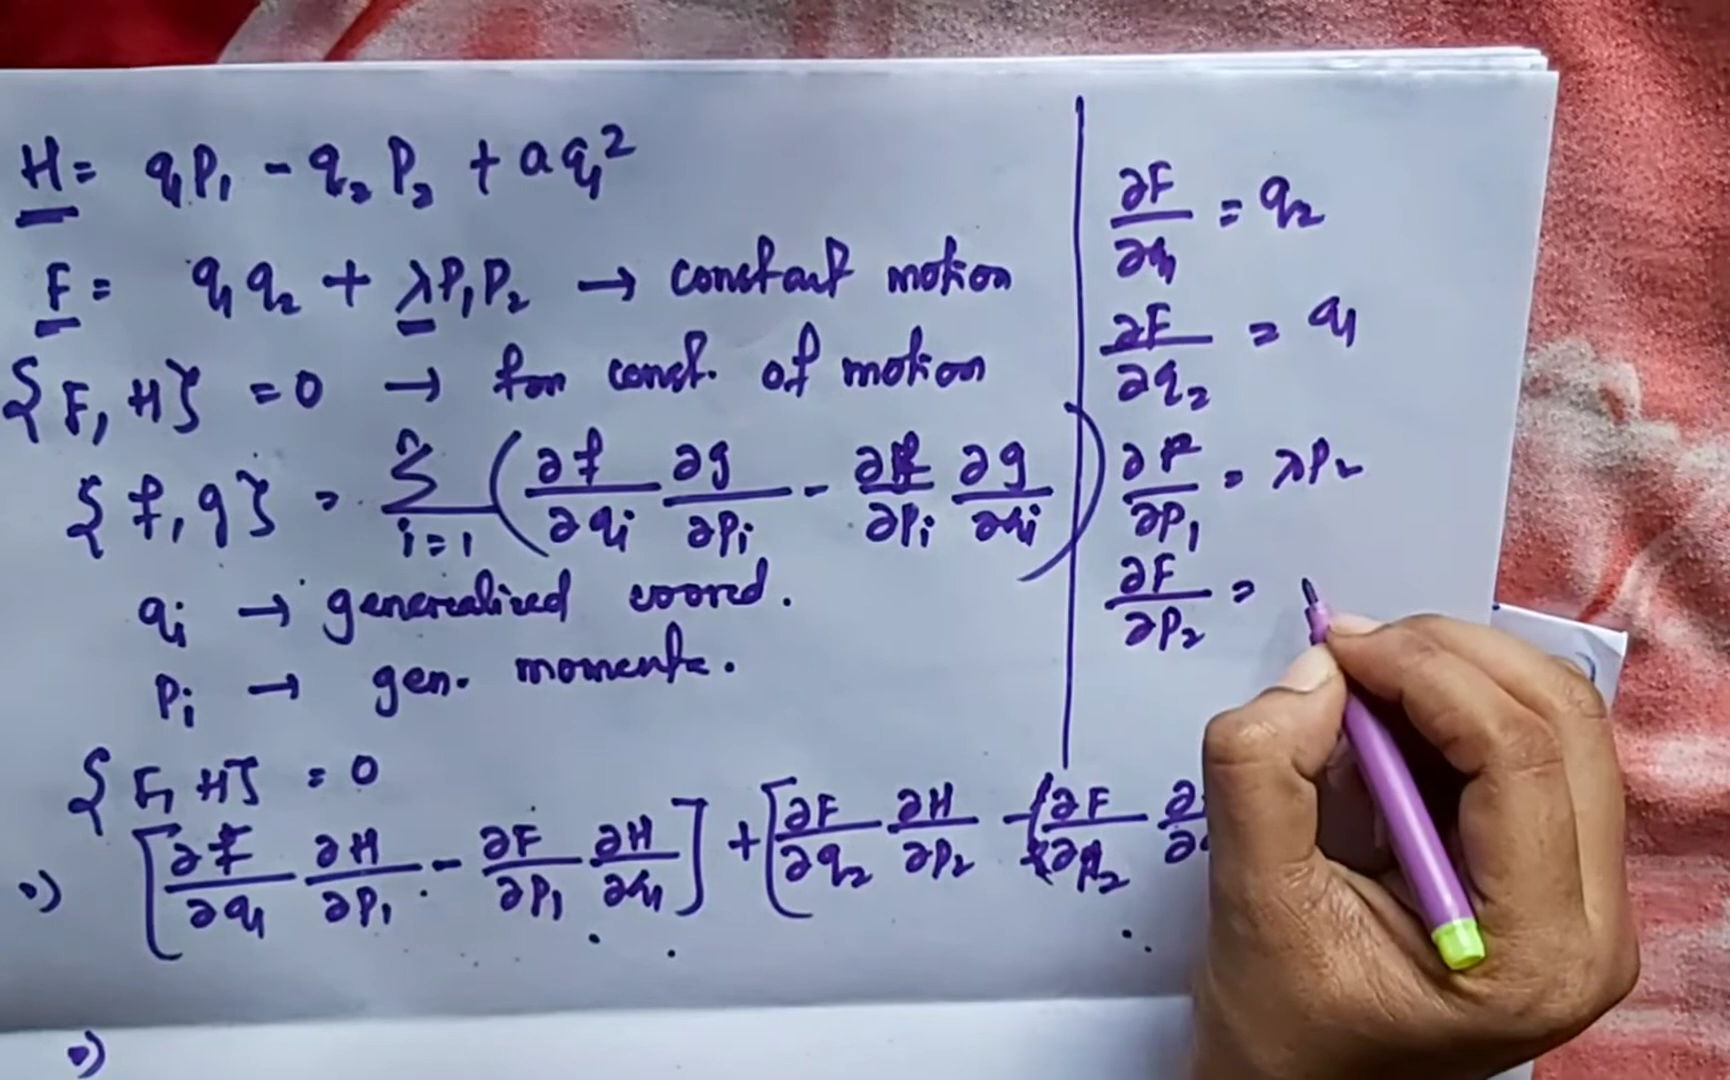 H = q₁P₁ - q₂P₂ + aq₁²
F = q₁q₂ + λP₁P₂ → constant motion
{F, H} = 0 → for const. of motion
{f, g} = Σ i=1 (∂f/∂qi ∂g/∂Pi - ∂f/∂Pi ∂g/∂qi)
qi → generalized coord.
Pi → gen. momenta.
{F, H} = 0
⇒ [∂f/∂q₁ ∂H/∂P₁ - ∂F/∂P₁ ∂H/∂q₁] + [∂F/∂q₂ ∂H/∂P₂ - ∂F/∂P₂
⇒
∂F/∂q₁ = q₂
∂F/∂q₂ = q₁
∂F/∂P₁ = λP₂
∂F/∂P₂ =